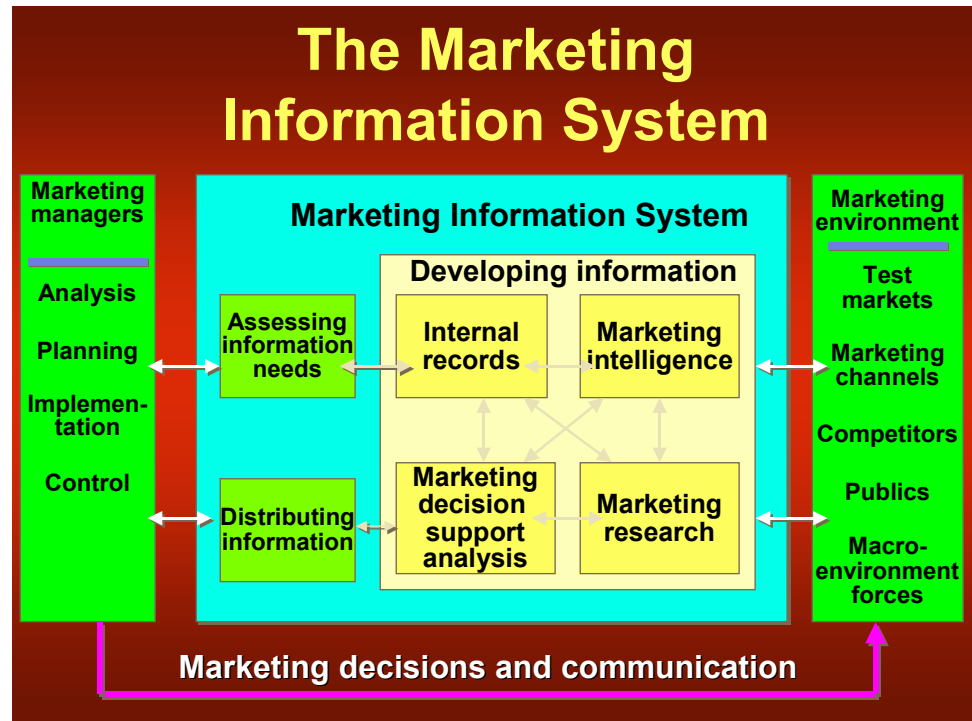 The Marketing
Information System
Marketing
managers
Analysis
Planning
Implemen-
tation
Control
Marketing Information System
Assessing
information
needs
Distributing
information
Developing information
Internal
records
Marketing
intelligence
Marketing
decision
support
analysis
Marketing
research
Marketing
environment
Test
markets
Marketing
channels
Competitors
Publics
Macro-
environment
forces
Marketing decisions and communication